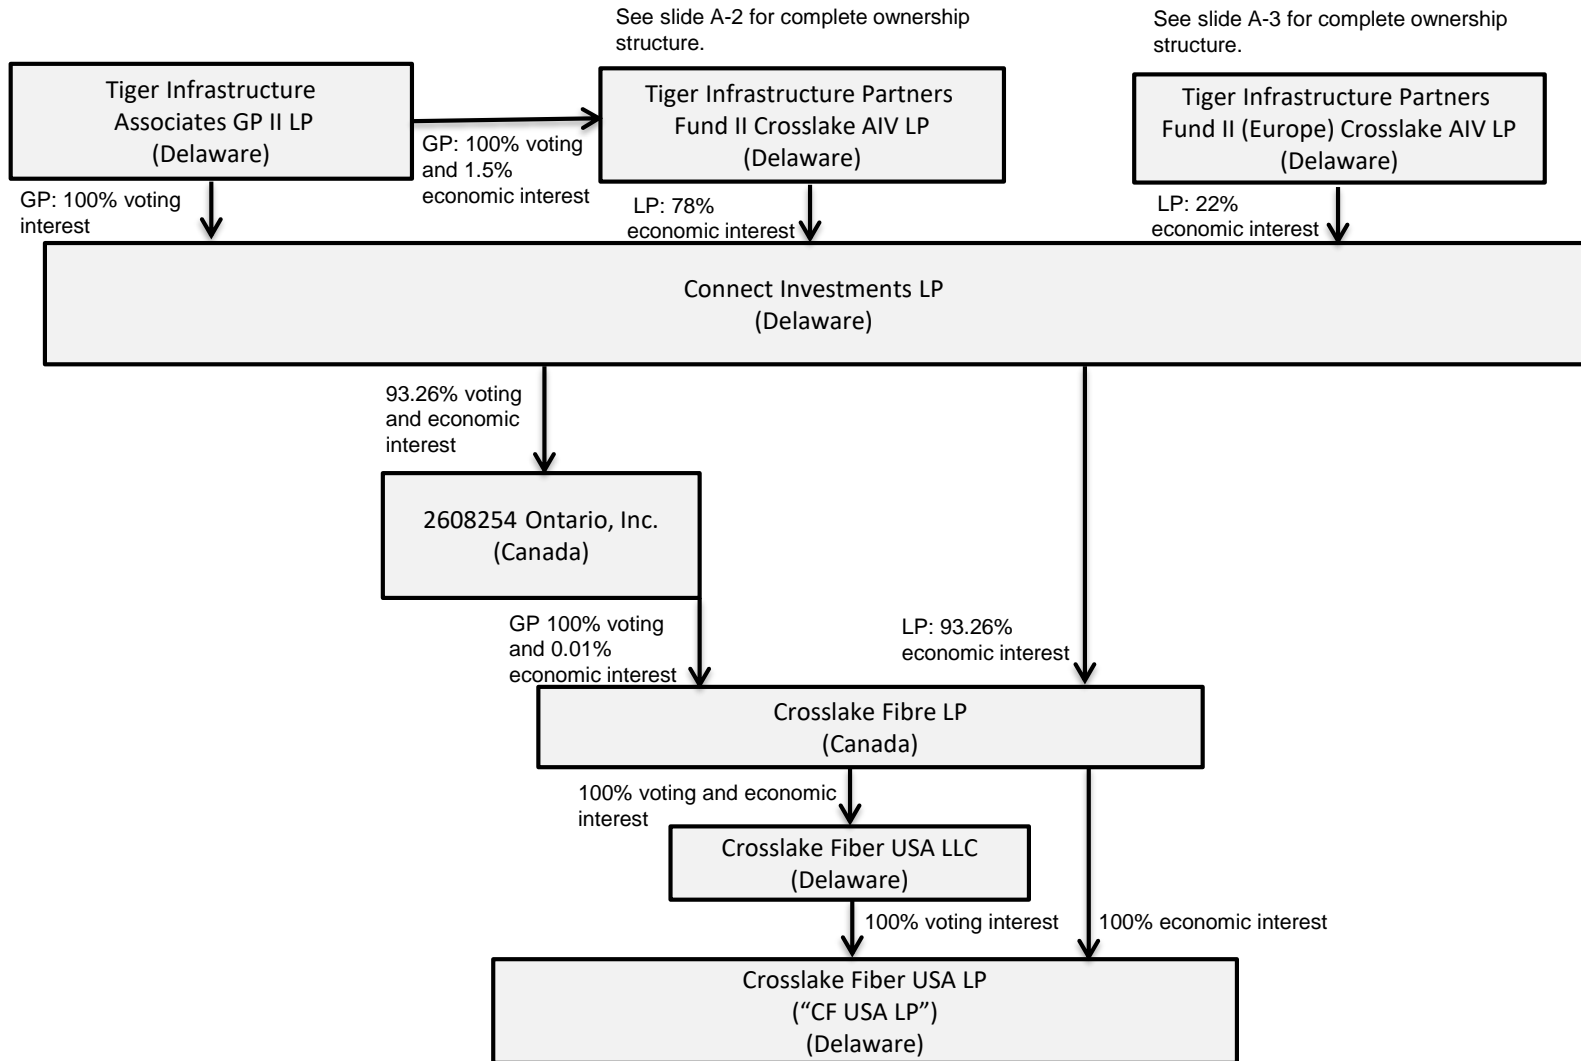 See slide A-2 for complete ownership
structure.
See slide A-3 for complete ownership
structure.
Tiger Infrastructure
Associates GP II LP
(Delaware)
GP: 100% voting
and 1.5%
economic interest
Tiger Infrastructure Partners
Fund II Crosslake AIV LP
(Delaware)
Tiger Infrastructure Partners
Fund II (Europe) Crosslake AIV LP
(Delaware)
GP: 100% voting
interest
LP: 78%
economic interest
LP: 22%
economic interest
Connect Investments LP
(Delaware)
93.26% voting
and economic
interest
2608254 Ontario, Inc.
(Canada)
GP 100% voting
and 0.01%
economic interest
LP: 93.26%
economic interest
Crosslake Fibre LP
(Canada)
100% voting and economic
interest
Crosslake Fiber USA LLC
(Delaware)
100% voting interest
100% economic interest
Crosslake Fiber USA LP
(“CF USA LP”)
(Delaware)